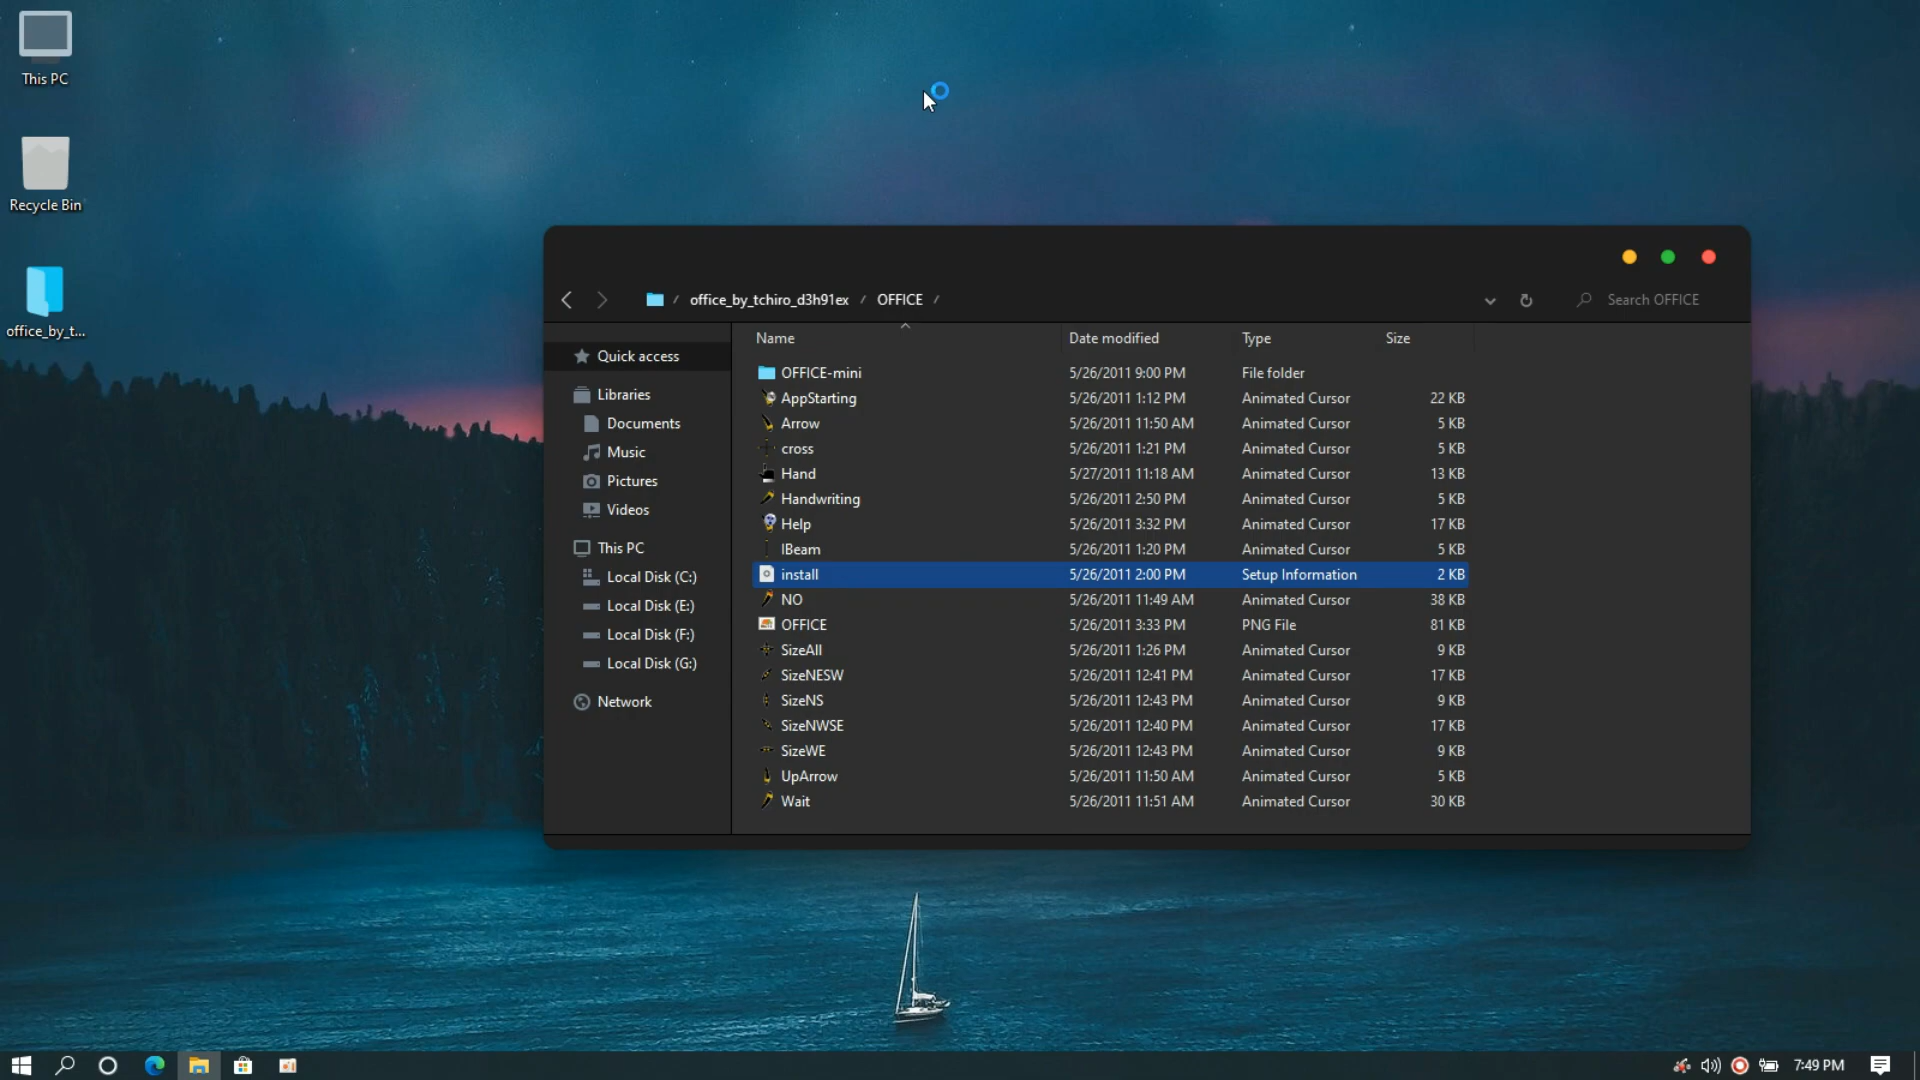 This PC
Recycle Bin
office_by_t...
office_by_tchiro_d3h91ex / OFFICE /
Search OFFICE
Quick access
Libraries
Documents
Music
Pictures
Videos
This PC
Local Disk (C:)
Local Disk (E:)
Local Disk (F:)
Local Disk (G:)
Network
Name Date modified Type Size
OFFICE-mini 5/26/2011 9:00 PM File folder
AppStarting 5/26/2011 1:12 PM Animated Cursor 22 KB
Arrow 5/26/2011 11:50 AM Animated Cursor 5 KB
cross 5/26/2011 1:21 PM Animated Cursor 5 KB
Hand 5/27/2011 11:18 AM Animated Cursor 13 KB
Handwriting 5/26/2011 2:50 PM Animated Cursor 5 KB
Help 5/26/2011 3:32 PM Animated Cursor 17 KB
IBeam 5/26/2011 1:20 PM Animated Cursor 5 KB
install 5/26/2011 2:00 PM Setup Information 2 KB
NO 5/26/2011 11:49 AM Animated Cursor 38 KB
OFFICE 5/26/2011 3:33 PM PNG File 81 KB
SizeAll 5/26/2011 1:26 PM Animated Cursor 9 KB
SizeNESW 5/26/2011 12:41 PM Animated Cursor 17 KB
SizeNS 5/26/2011 12:43 PM Animated Cursor 9 KB
SizeNWSE 5/26/2011 12:40 PM Animated Cursor 17 KB
SizeWE 5/26/2011 12:43 PM Animated Cursor 9 KB
UpArrow 5/26/2011 11:50 AM Animated Cursor 5 KB
Wait 5/26/2011 11:51 AM Animated Cursor 30 KB
7:49 PM